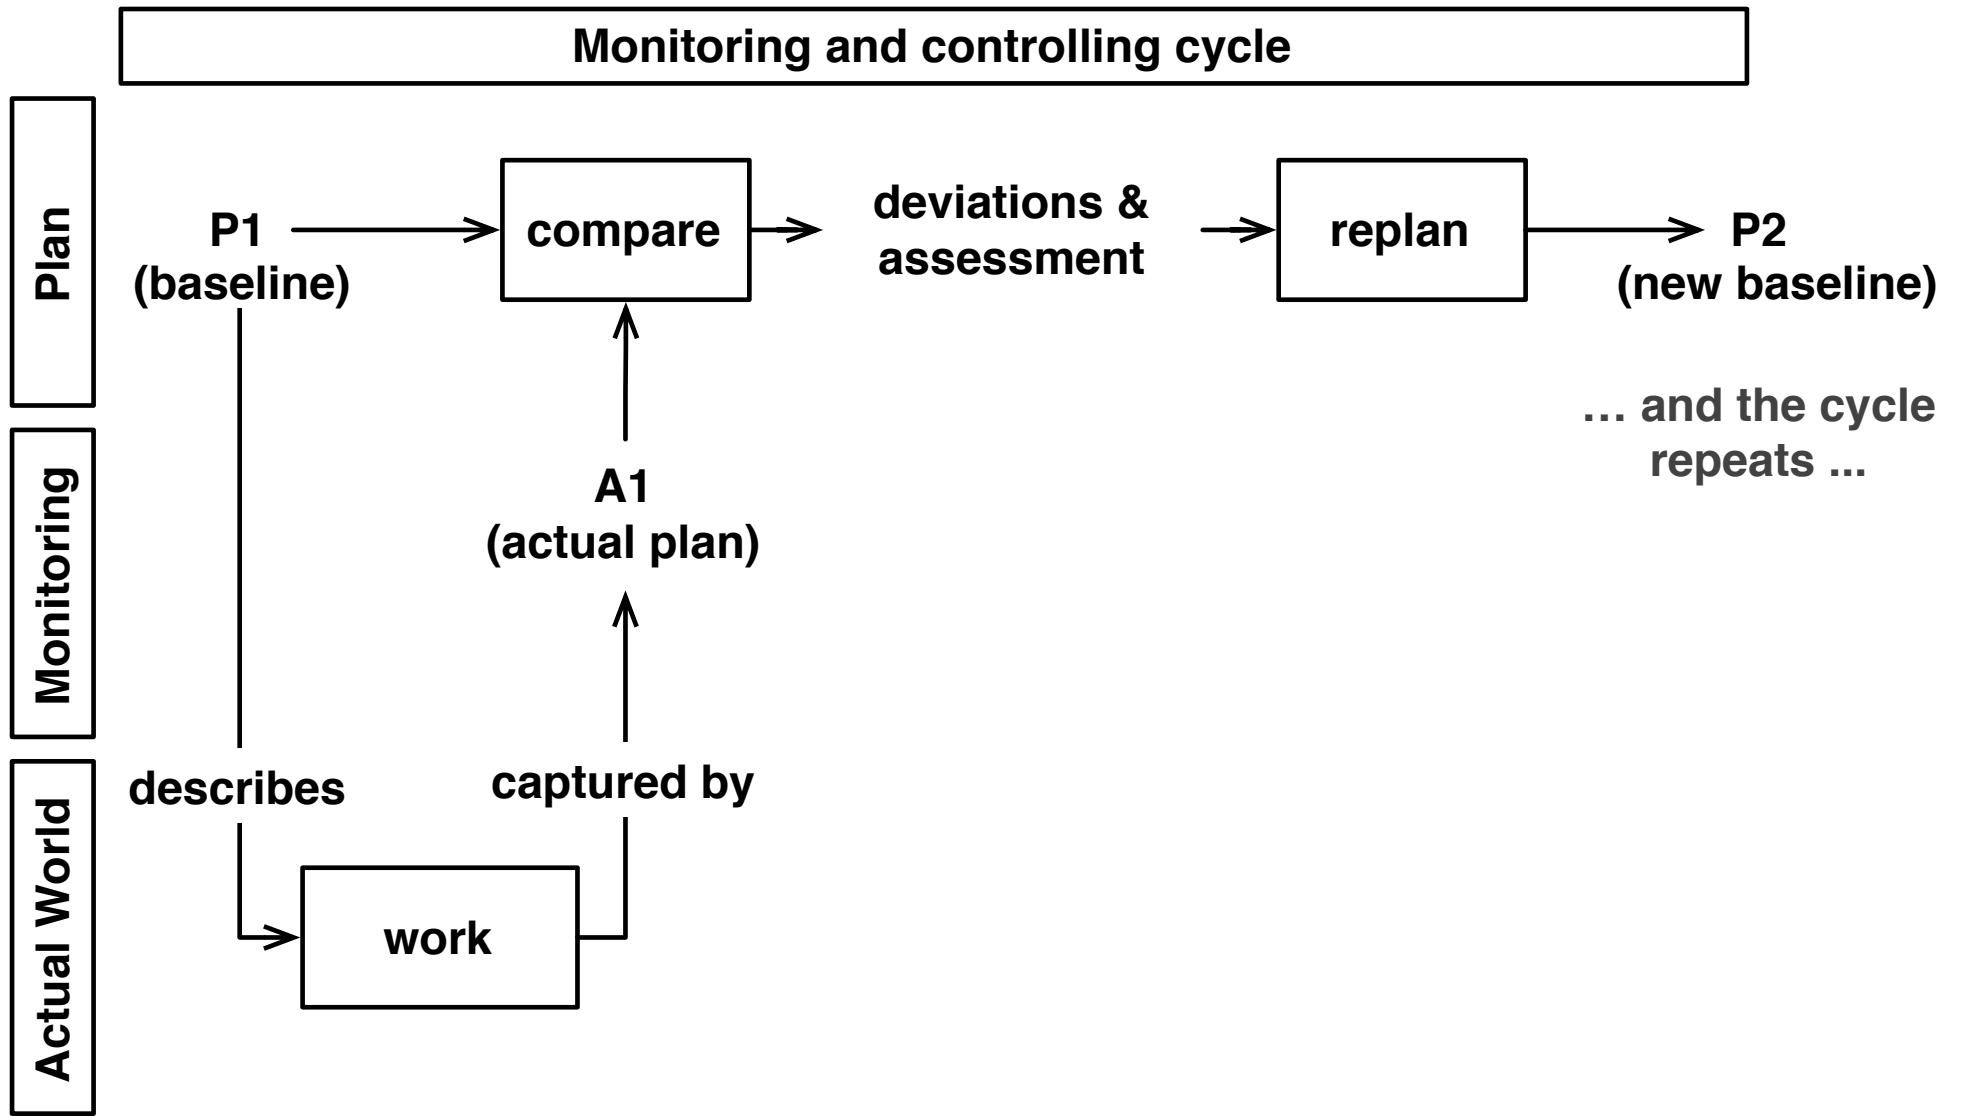 Monitoring and controlling cycle
Plan
P1
(baseline)
compare
deviations &
assessment
replan
P2
(new baseline)
… and the cycle
repeats ...
Monitoring
A1
(actual plan)
describes
captured by
Actual World
work